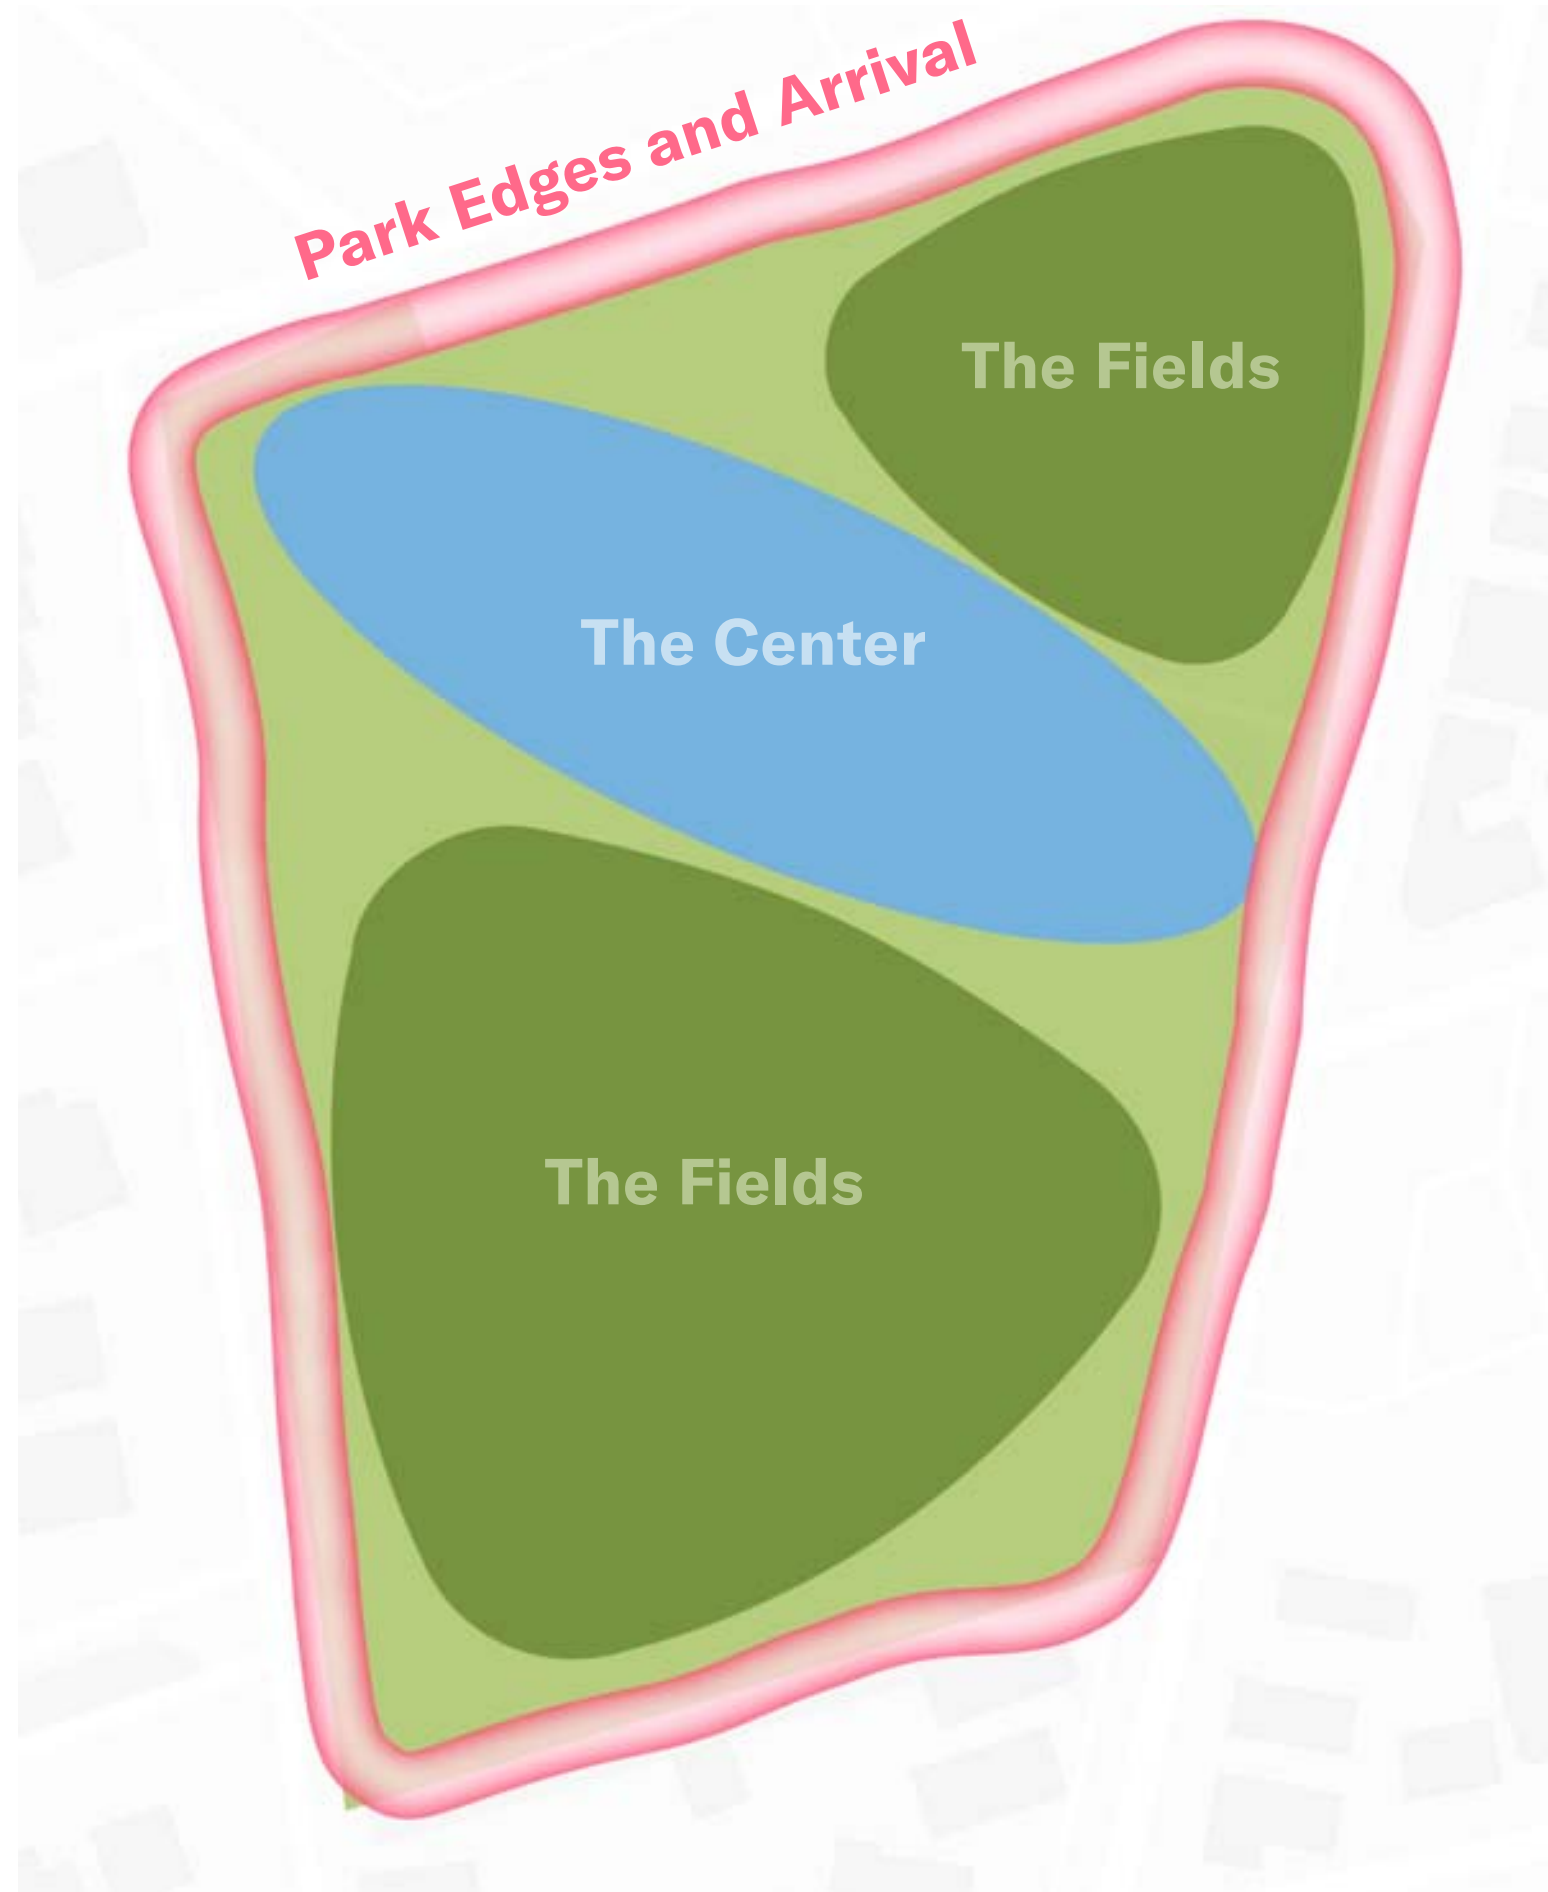 Park Edges and Arrival
The Fields
The Center
The Fields